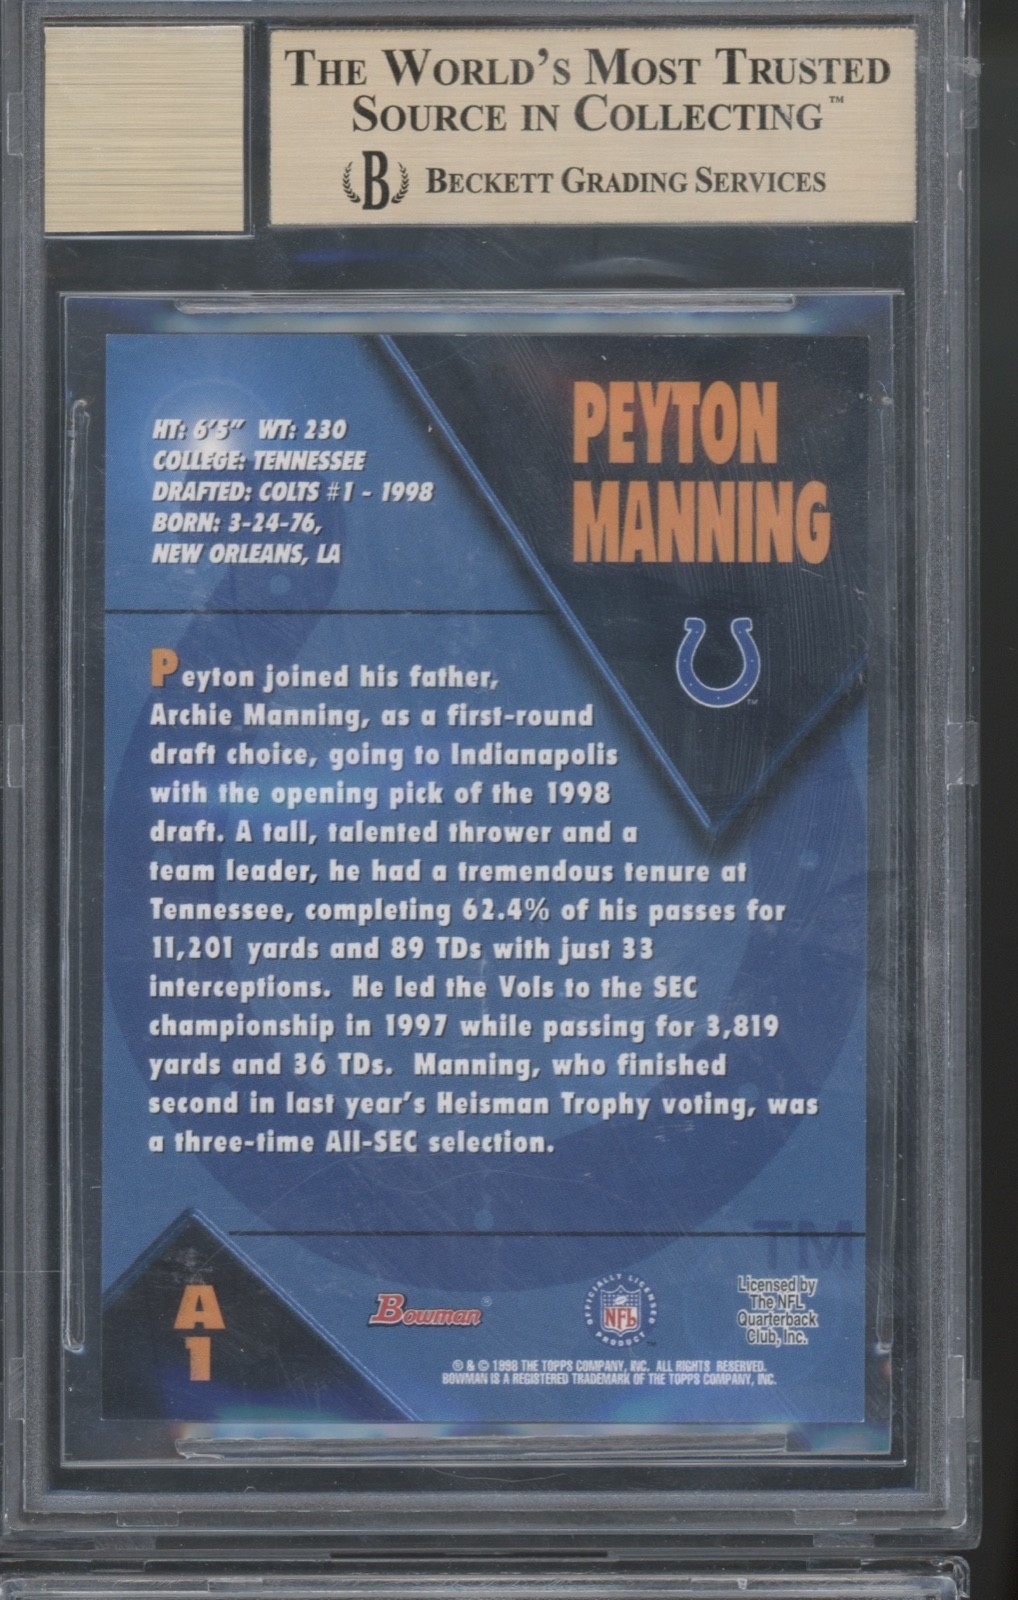 THE WORLD'S MOST TRUSTED
SOURCE IN COLLECTING™
B BECKETT GRADING SERVICES
PEYTON
MANNING
HT: 6'5" WT: 230
COLLEGE: TENNESSEE
DRAFTED: COLTS #1 - 1998
BORN: 3-24-76,
NEW ORLEANS, LA
TM
Peyton joined his father,
Archie Manning, as a first-round
draft choice, going to Indianapolis
with the opening pick of the 1998
draft. A tall, talented thrower and a
team leader, he had a tremendous tenure at
Tennessee, completing 62.4% of his passes for
11,201 yards and 89 TDs with just 33
interceptions. He led the Vols to the SEC
championship in 1997 while passing for 3,819
yards and 36 TDs. Manning, who finished
second in last year's Heisman Trophy voting, was
a three-time All-SEC selection.
TM
A
1
Bowman®
OFFICIALLY LICENSED
NFL
PRODUCT
TM
Licensed by
The NFL
Quarterback
Club, Inc.
® & © 1998 THE TOPPS COMPANY, INC. ALL RIGHTS RESERVED.
BOWMAN IS A REGISTERED TRADEMARK OF THE TOPPS COMPANY, INC.